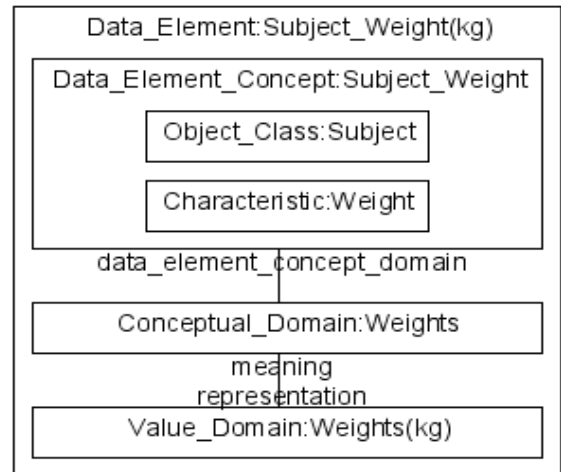 Data_Element:Subject_Weight(kg)
Data_Element_Concept:Subject_Weight
Object_Class:Subject
Characteristic:Weight
data_element_concept_domain
Conceptual_Domain:Weights
meaning
representation
Value_Domain:Weights(kg)